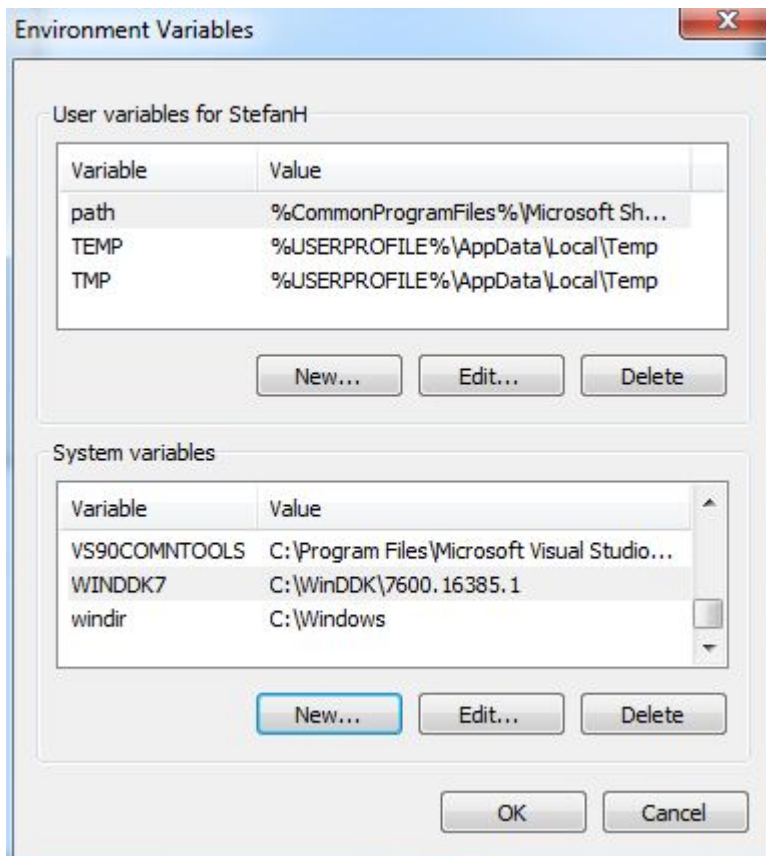 Environment Variables
User variables for StefanH
Variable Value
path %CommonProgramFiles%\Microsoft Sh...
TEMP %USERPROFILE%\AppData\Local\Temp
TMP %USERPROFILE%\AppData\Local\Temp
New... Edit... Delete
System variables
Variable Value
VS90COMNTOOLS C:\Program Files\Microsoft Visual Studio...
WINDDK7 C:\WinDDK\7600.16385.1
windir C:\Windows
New... Edit... Delete
OK Cancel